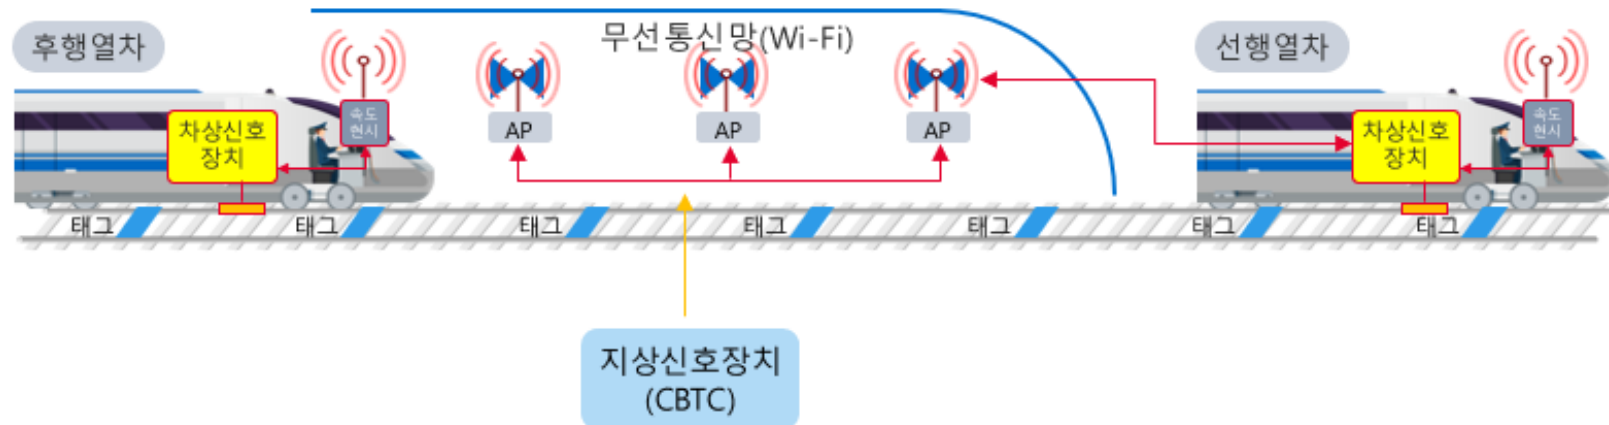 무선통신망(Wi-Fi)
후행열차
선행열차
차상신호
장치
속도
현시
AP
AP
AP
차상신호
장치
속도
현시
태그
태그
태그
태그
태그
태그
태그
지상신호장치
(CBTC)